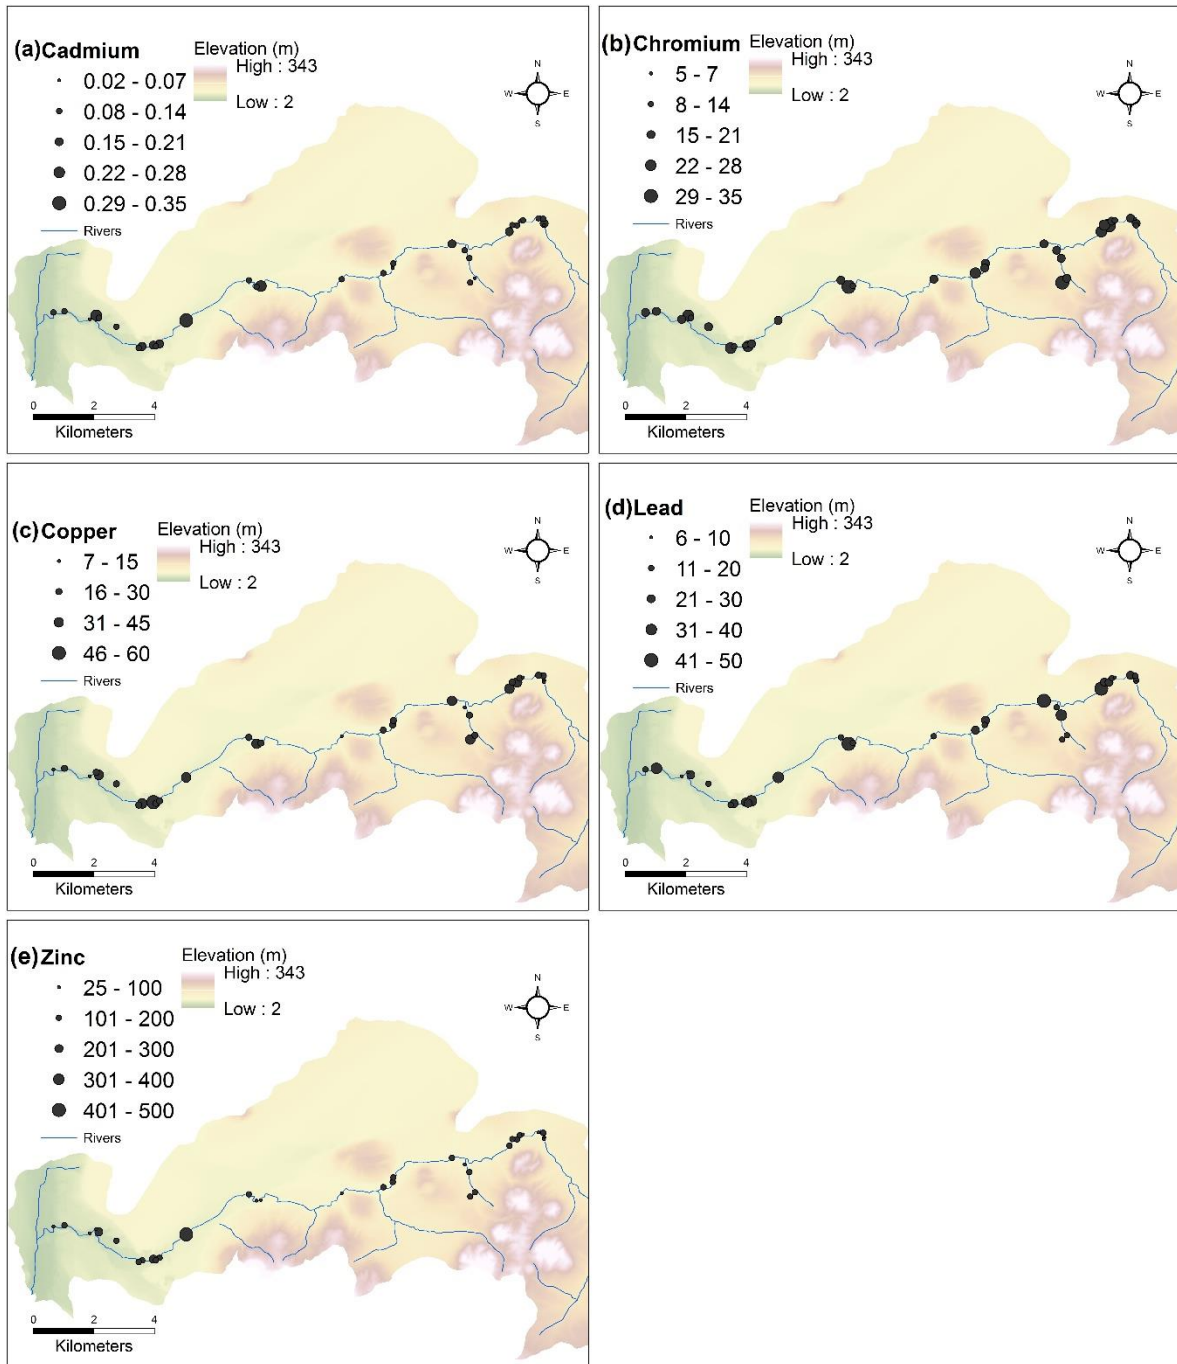 (a) Cadmium
Elevation (m)
High : 343
Low : 2
0.02 - 0.07
0.08 - 0.14
0.15 - 0.21
0.22 - 0.28
0.29 - 0.35
Rivers
N
W E
S
0 2 4
Kilometers
(b) Chromium
Elevation (m)
High : 343
Low : 2
5 - 7
8 - 14
15 - 21
22 - 28
29 - 35
Rivers
N
W E
S
0 2 4
Kilometers
(c) Copper
Elevation (m)
High : 343
Low : 2
7 - 15
16 - 30
31 - 45
46 - 60
Rivers
N
W E
S
0 2 4
Kilometers
(d) Lead
Elevation (m)
High : 343
Low : 2
6 - 10
11 - 20
21 - 30
31 - 40
41 - 50
Rivers
N
W E
S
0 2 4
Kilometers
(e) Zinc
Elevation (m)
High : 343
Low : 2
25 - 100
101 - 200
201 - 300
301 - 400
401 - 500
Rivers
N
W E
S
0 2 4
Kilometers